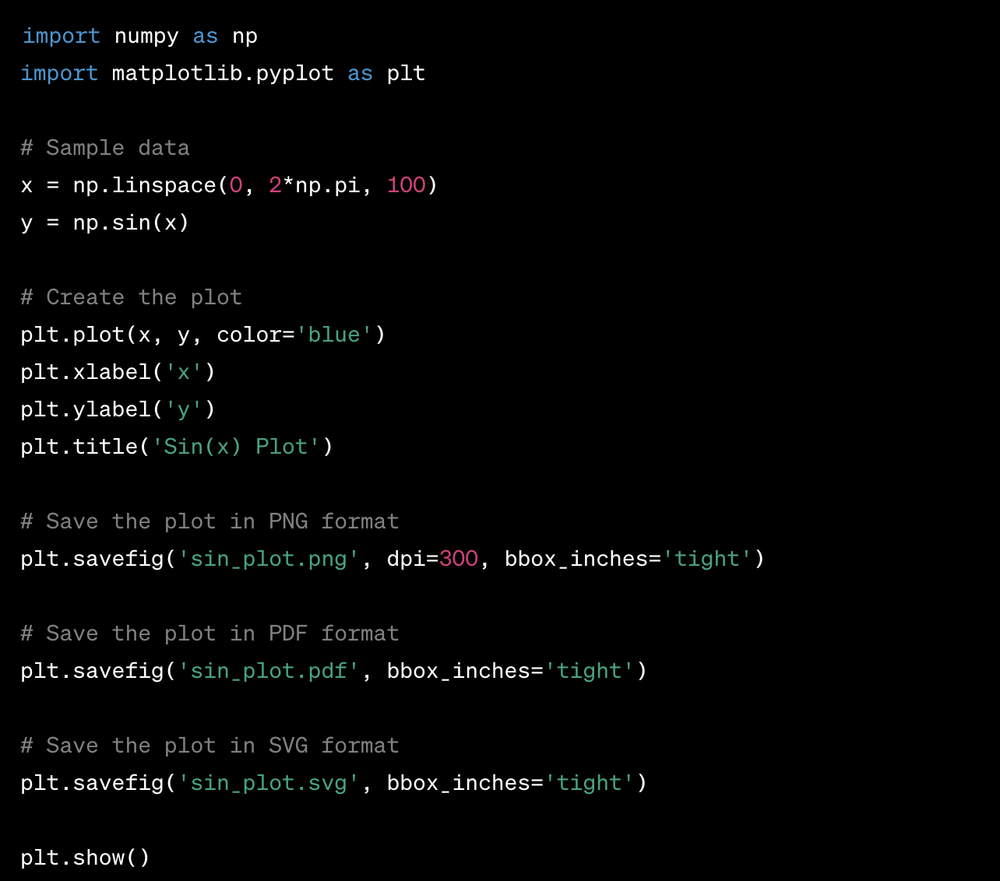 import numpy as np
import matplotlib.pyplot as plt
# Sample data
x = np.linspace(0, 2*np.pi, 100)
y = np.sin(x)
# Create the plot
plt.plot(x, y, color='blue')
plt.xlabel('x')
plt.ylabel('y')
plt.title('Sin(x) Plot')
# Save the plot in PNG format
plt.savefig('sin_plot.png', dpi=300, bbox_inches='tight')
# Save the plot in PDF format
plt.savefig('sin_plot.pdf', bbox_inches='tight')
# Save the plot in SVG format
plt.savefig('sin_plot.svg', bbox_inches='tight')
plt.show()